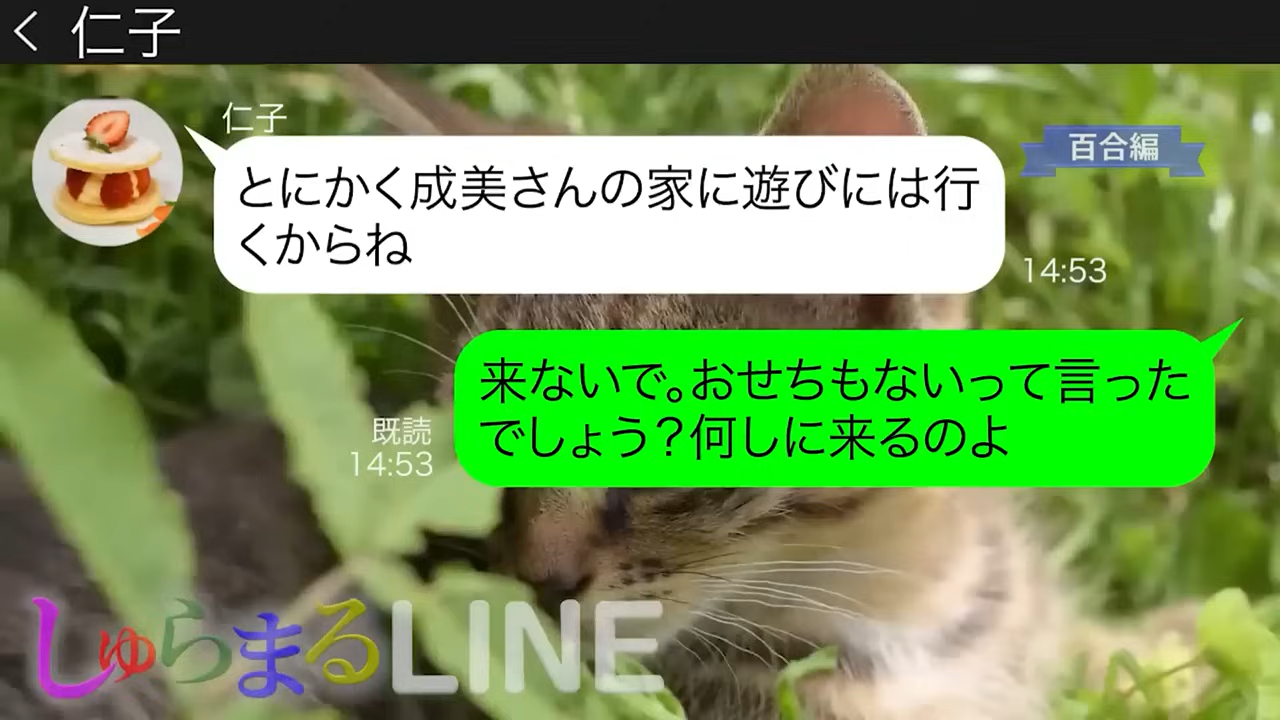 仁子
仁子
百合編
とにかく成美さんの家に遊びには行
くからね
14:53
来ないで。おせちもないって言った
でしょう?何しに来るのよ
既読
14:53
しゅらまるLINE